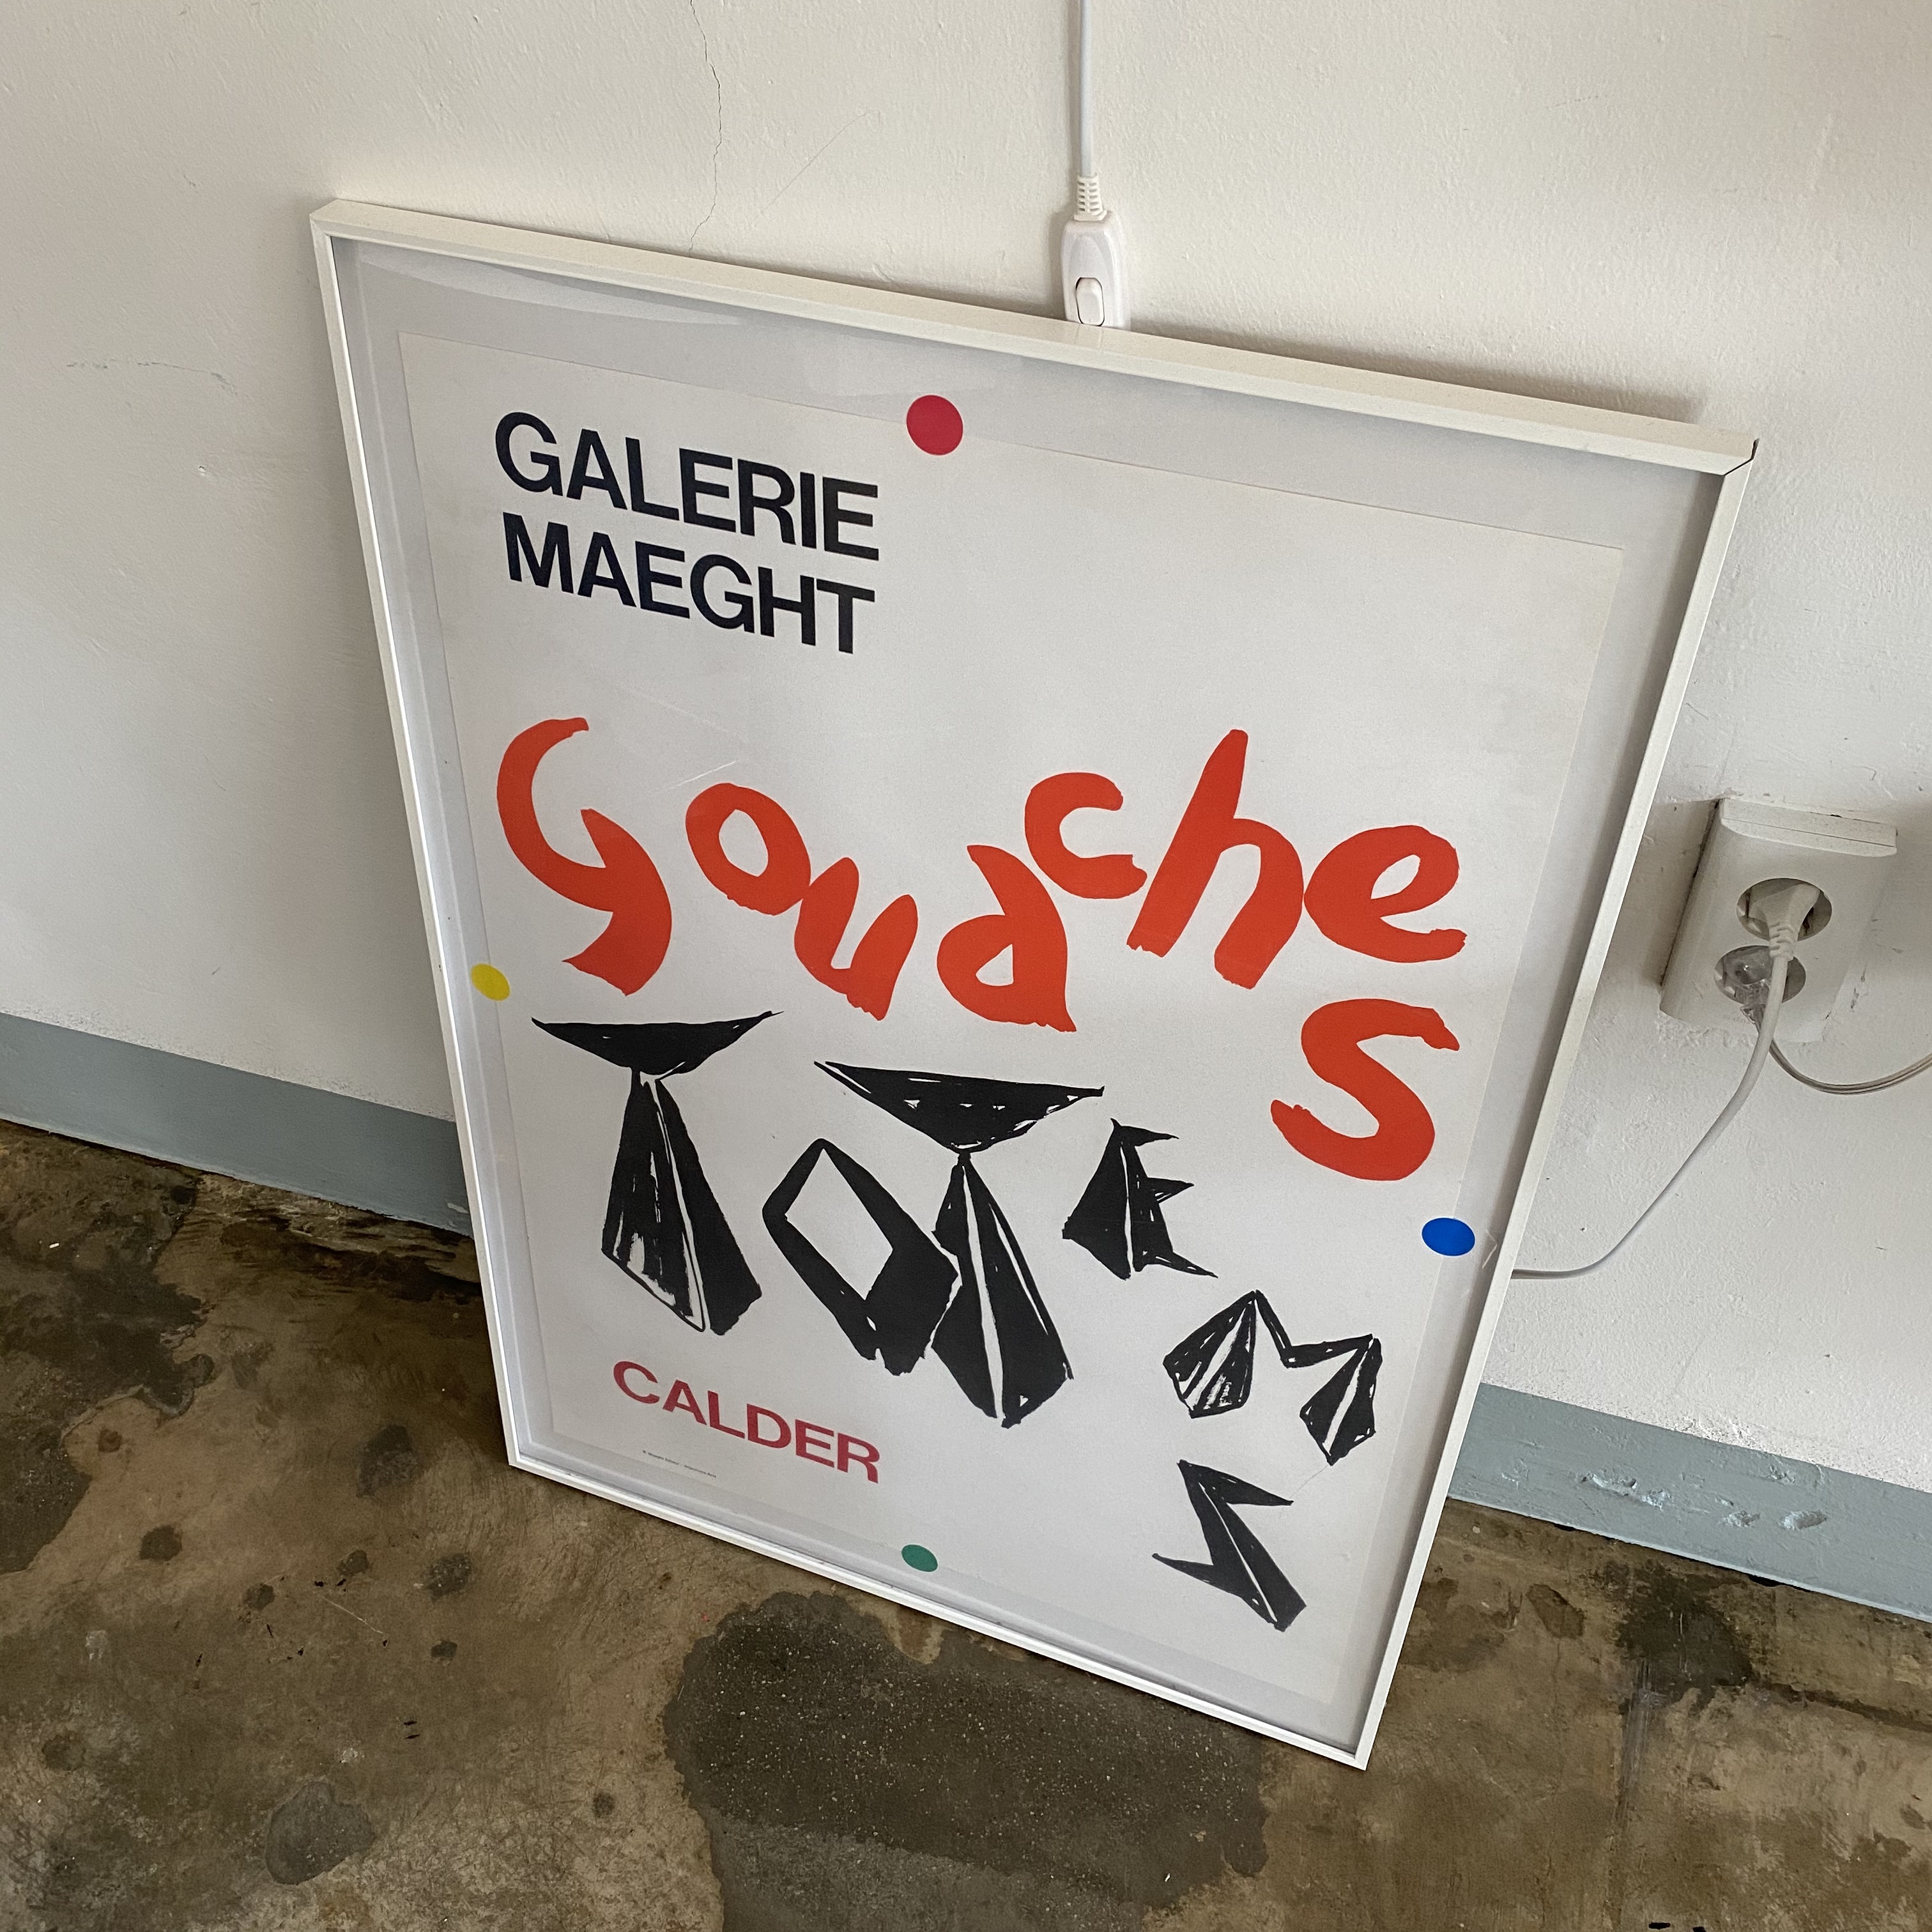 GALERIE
MAEGHT
Gouaches
TOTEMS
CALDER